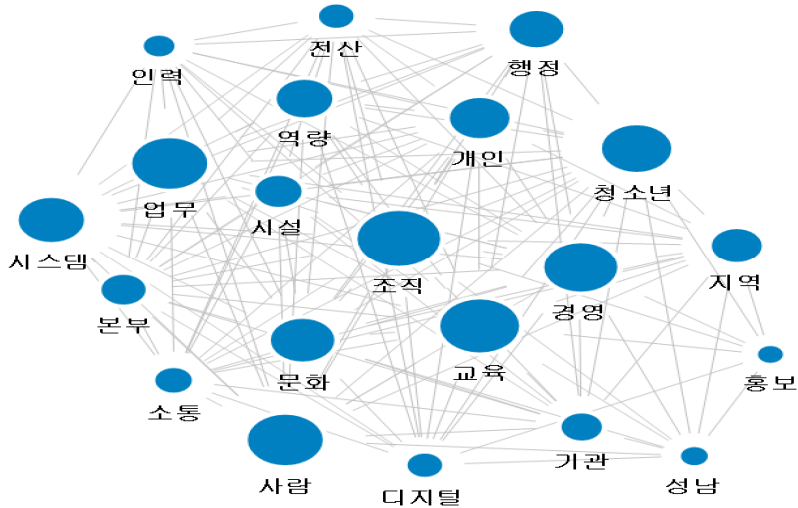 전산
인력
행정
역량
개인
청소년
업무
시설
시스템
조직
지역
본부
경영
문화
교육
홍보
소통
기관
사람
디지털
성남